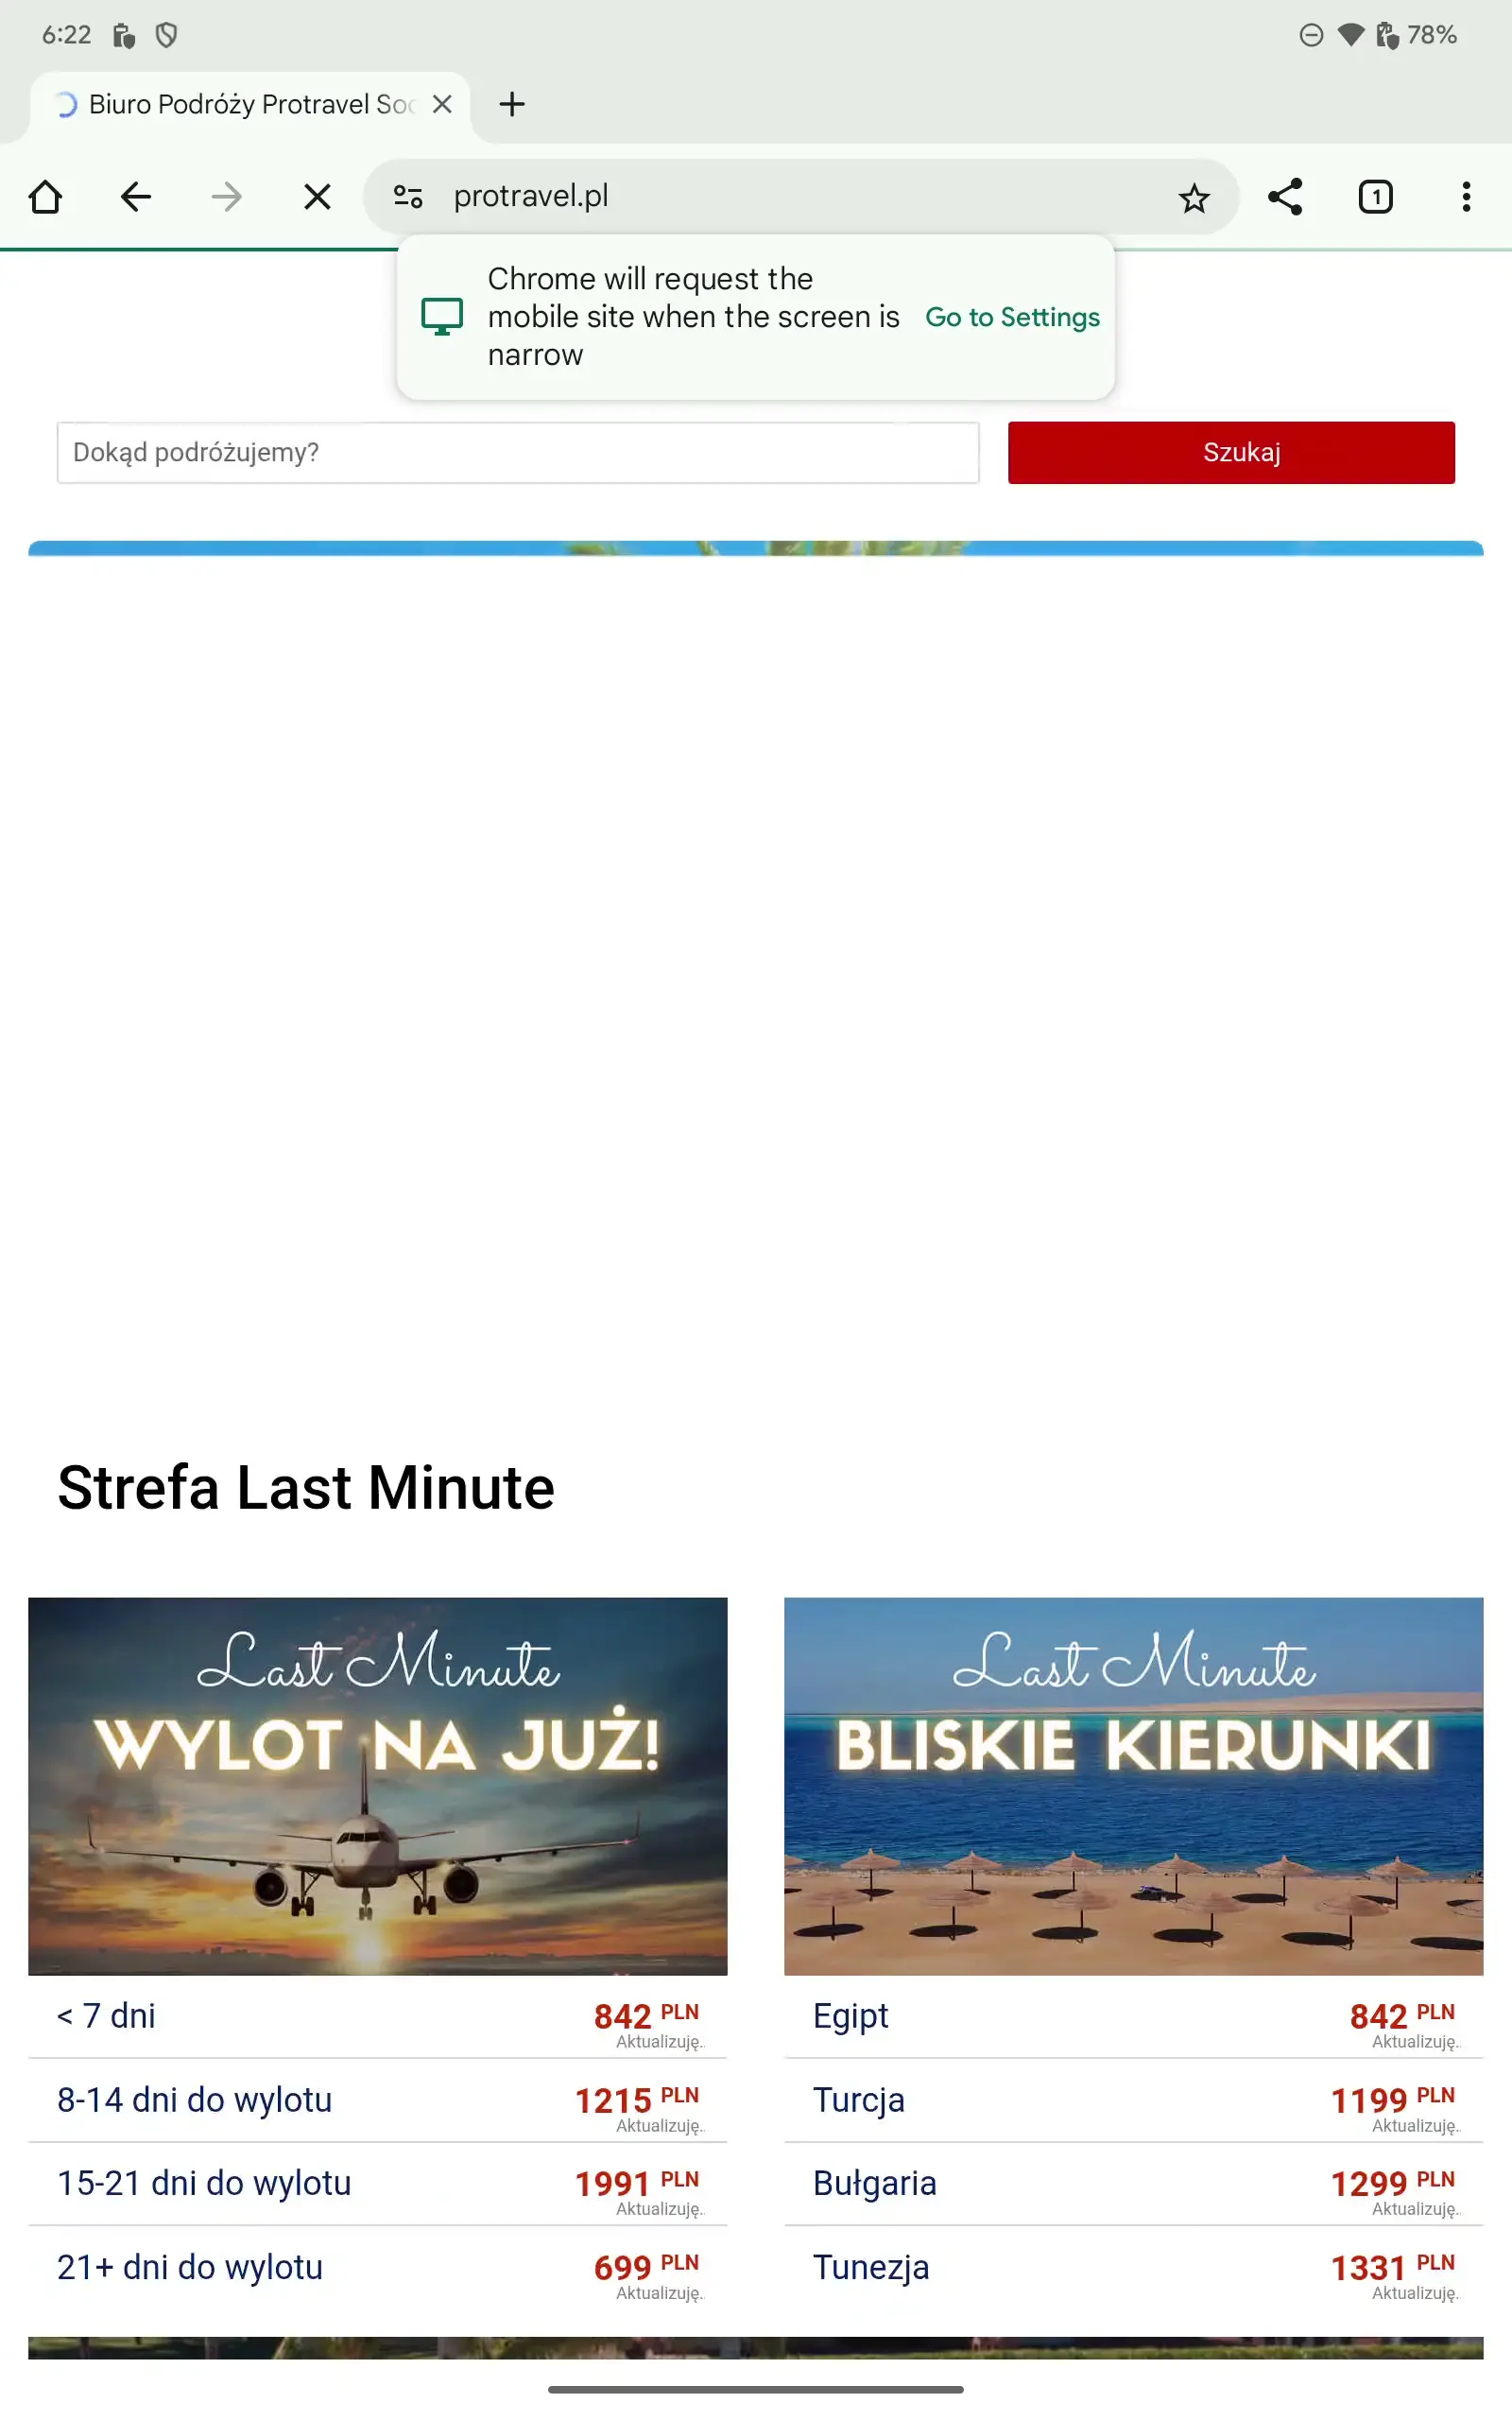 6:22
78%
Biuro Podróży Protravel Soc
protravel.pl
1
Chrome will request the
mobile site when the screen is
narrow
Go to Settings
Dokąd podróżujemy?
Szukaj
Strefa Last Minute
Last Minute
WYLOT NA JUŻ!
< 7 dni
842 PLN
Aktualizuję..
8-14 dni do wylotu
1215 PLN
Aktualizuję..
15-21 dni do wylotu
1991 PLN
Aktualizuję..
21+ dni do wylotu
699 PLN
Aktualizuję..
Last Minute
BLISKIE KIERUNKI
Egipt
842 PLN
Aktualizuję..
Turcja
1199 PLN
Aktualizuję..
Bułgaria
1299 PLN
Aktualizuję..
Tunezja
1331 PLN
Aktualizuję..